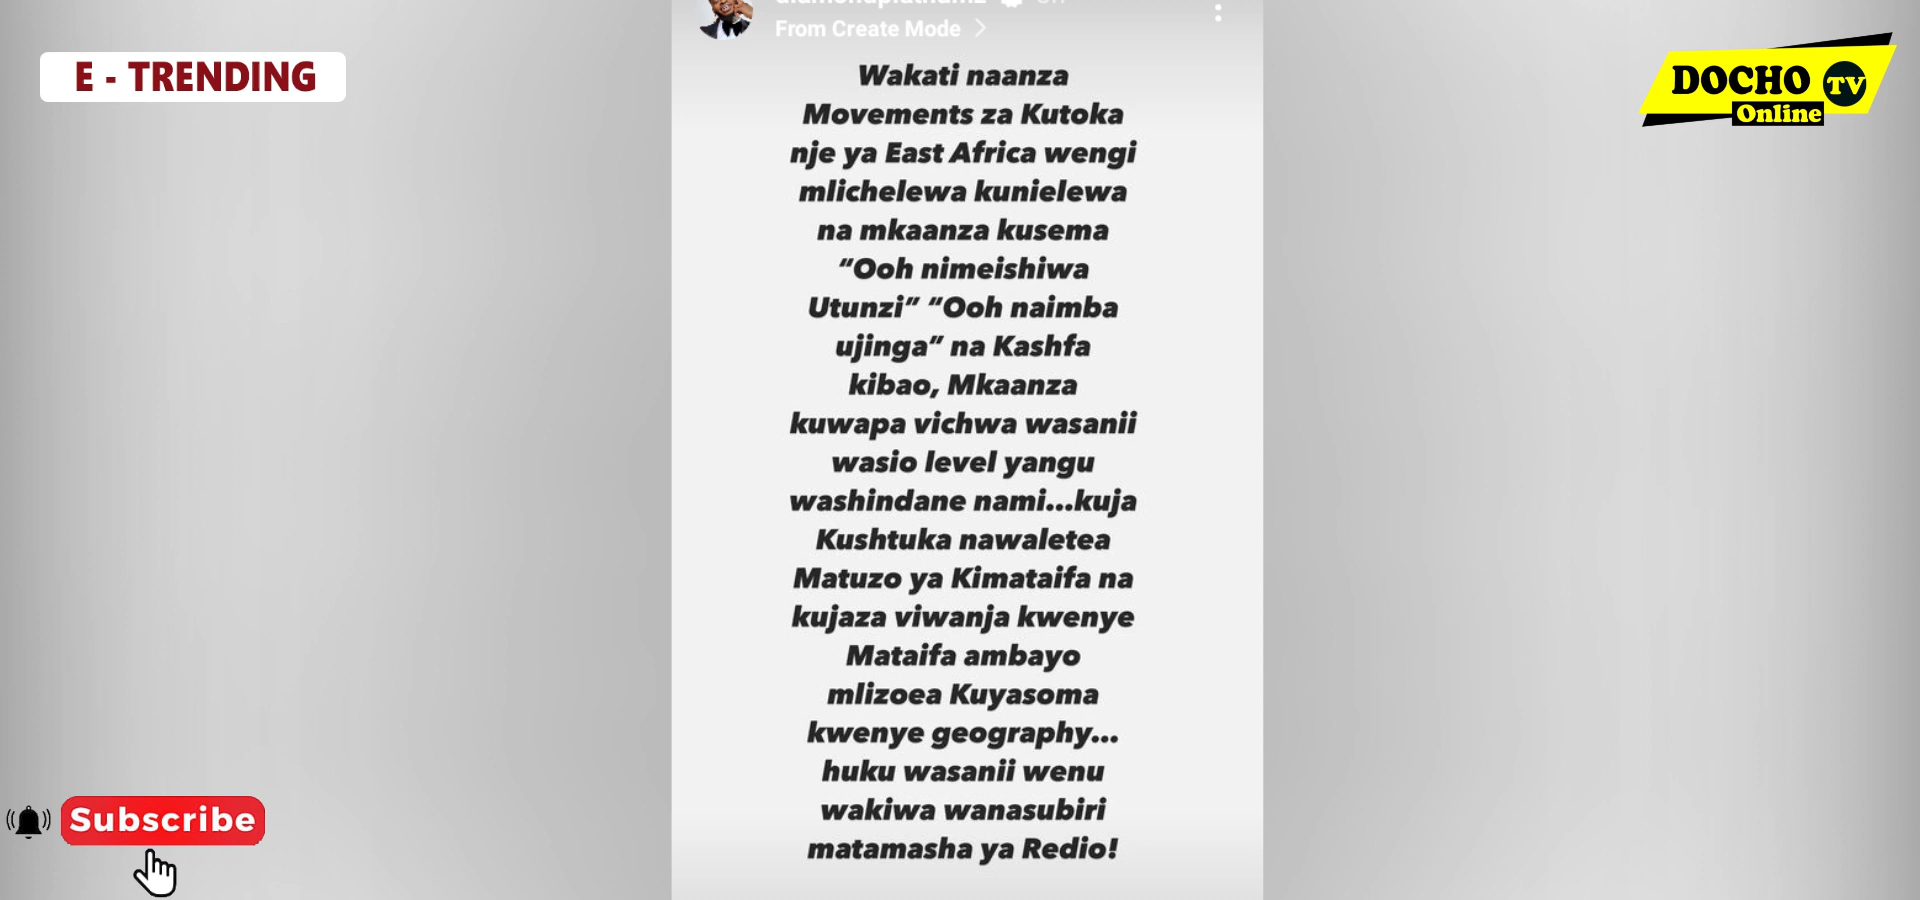 From Create Mode
E - TRENDING
DOCHO TV
Online
Wakati naanza
Movements za Kutoka
nje ya East Africa wengi
mlichelewa kunielewa
na mkaanza kusema
“Ooh nimeishiwa
Utunzi” “Ooh naimba
ujinga” na Kashfa
kibao, Mkaanza
kuwapa vichwa wasanii
wasio level yangu
washindane nami...kuja
Kushtuka nawaletea
Matuzo ya Kimataifa na
kujaza viwanja kwenye
Mataifa ambayo
mlizoea Kuyasoma
kwenye geography...
huku wasanii wenu
wakiwa wanasubiri
matamasha ya Redio!
Subscribe